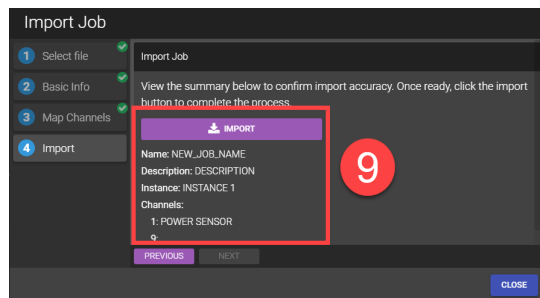 Import Job
1 Select file
2 Basic Info
3 Map Channels
4 Import
Import Job
View the summary below to confirm import accuracy. Once ready, click the import
button to complete the process.
IMPORT
Name: NEW_JOB_NAME
Description: DESCRIPTION
Instance: INSTANCE 1
Channels:
1: POWER SENSOR
9:
9
PREVIOUS NEXT
CLOSE